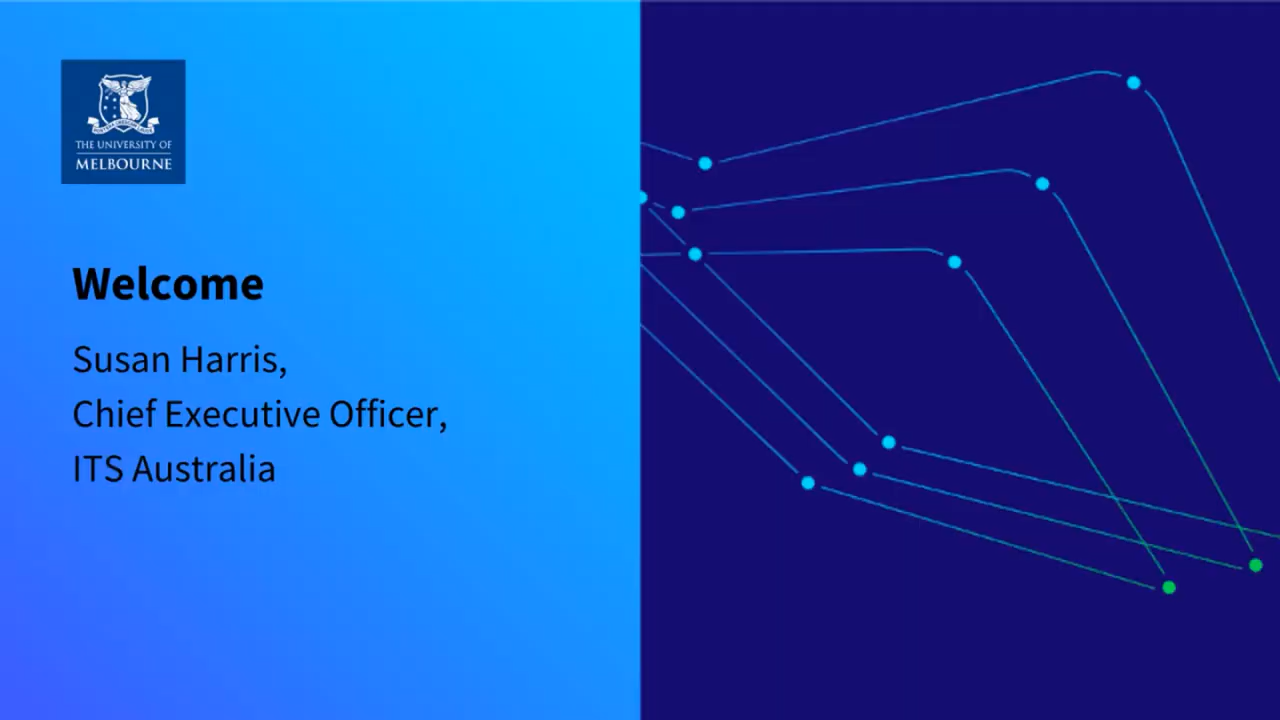 THE UNIVERSITY OF
MELBOURNE
Welcome
Susan Harris,
Chief Executive Officer,
ITS Australia